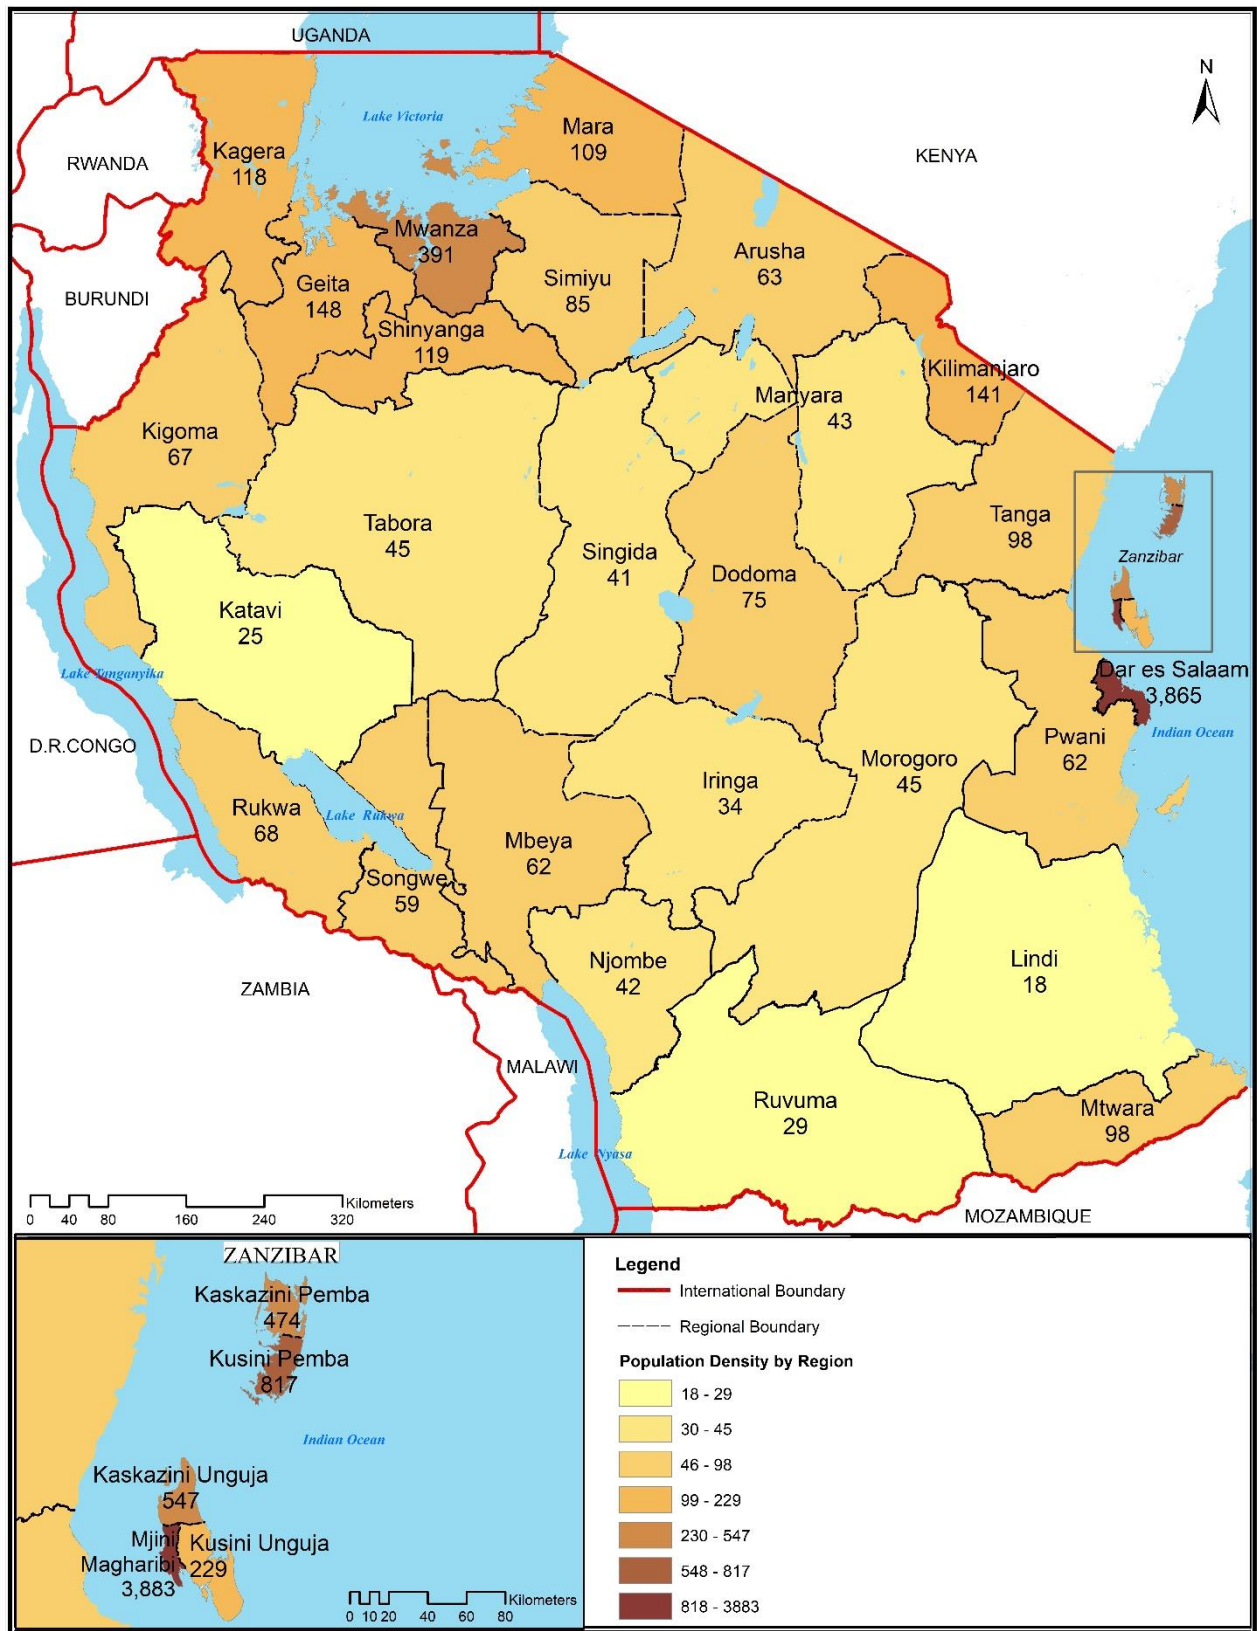 UGANDA
N
Lake Victoria
Mara
109
Kagera
118
RWANDA
KENYA
Mwanza
391
Arusha
63
Simiyu
85
Geita
148
BURUNDI
Shinyanga
119
Kilimanjaro
141
Manyara
43
Kigoma
67
Tabora
45
Singida
41
Tanga
98
Zanzibar
Dodoma
75
Katavi
25
Lake Tanganyika
Dar es Salaam
3,865
Indian Ocean
D.R.CONGO
Pwani
62
Morogoro
45
Iringa
34
Rukwa
68
Lake Rukwa
Mbeya
62
Songwe
59
Njombe
42
Lindi
18
ZAMBIA
MALAWI
Ruvuma
29
Mtwara
98
Lake Nyasa
MOZAMBIQUE
Kilometers
0 40 80 160 240 320
ZANZIBAR
Kaskazini Pemba
474
Kusini Pemba
817
Indian Ocean
Kaskazini Unguja
547
Mjini
Magharibi
3,883
Kusini Unguja
229
Kilometers
0 10 20 40 60 80
Legend
International Boundary
Regional Boundary
Population Density by Region
18 - 29
30 - 45
46 - 98
99 - 229
230 - 547
548 - 817
818 - 3883